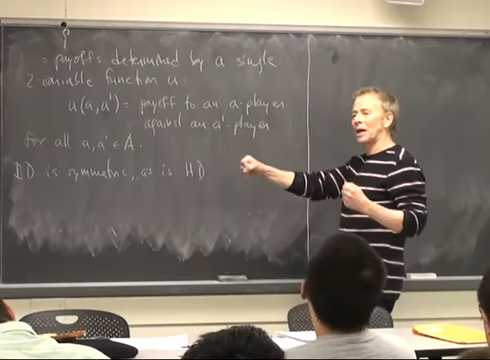 = payoffs determined by a single
2-variable function u:
u(a, a') = payoff to an a-player
against an a'-player
for all a, a' ∈ A.
is symmetric, as is HD